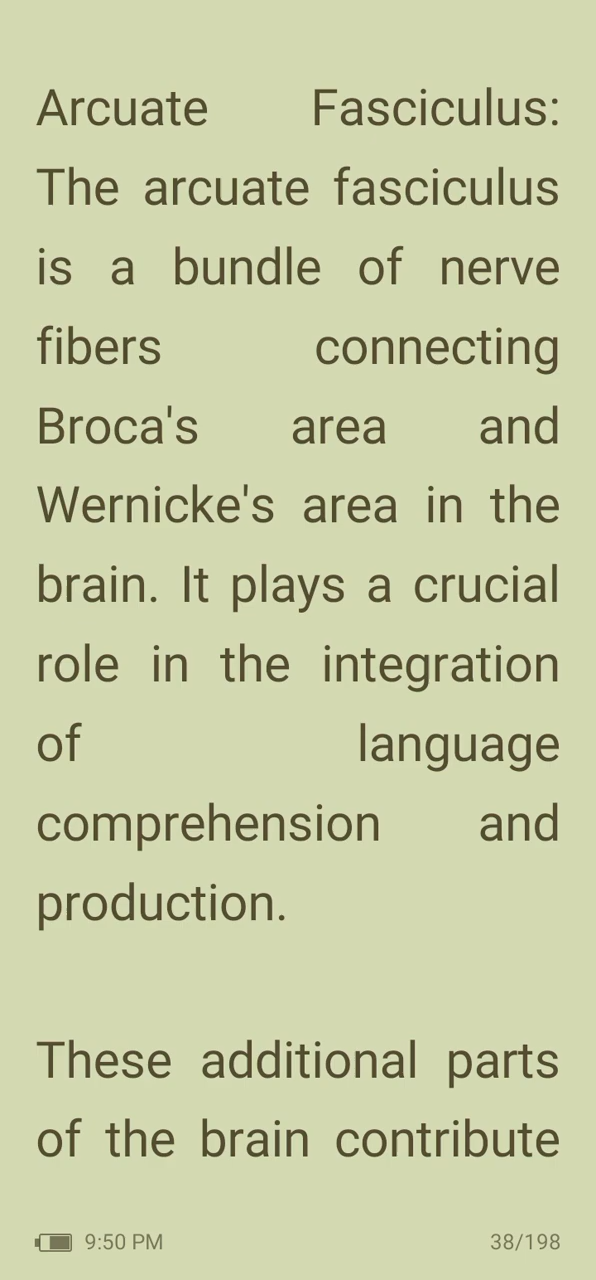 Arcuate Fasciculus:
The arcuate fasciculus
is a bundle of nerve
fibers connecting
Broca's area and
Wernicke's area in the
brain. It plays a crucial
role in the integration
of language
comprehension and
production.
These additional parts
of the brain contribute
9:50 PM 38/198